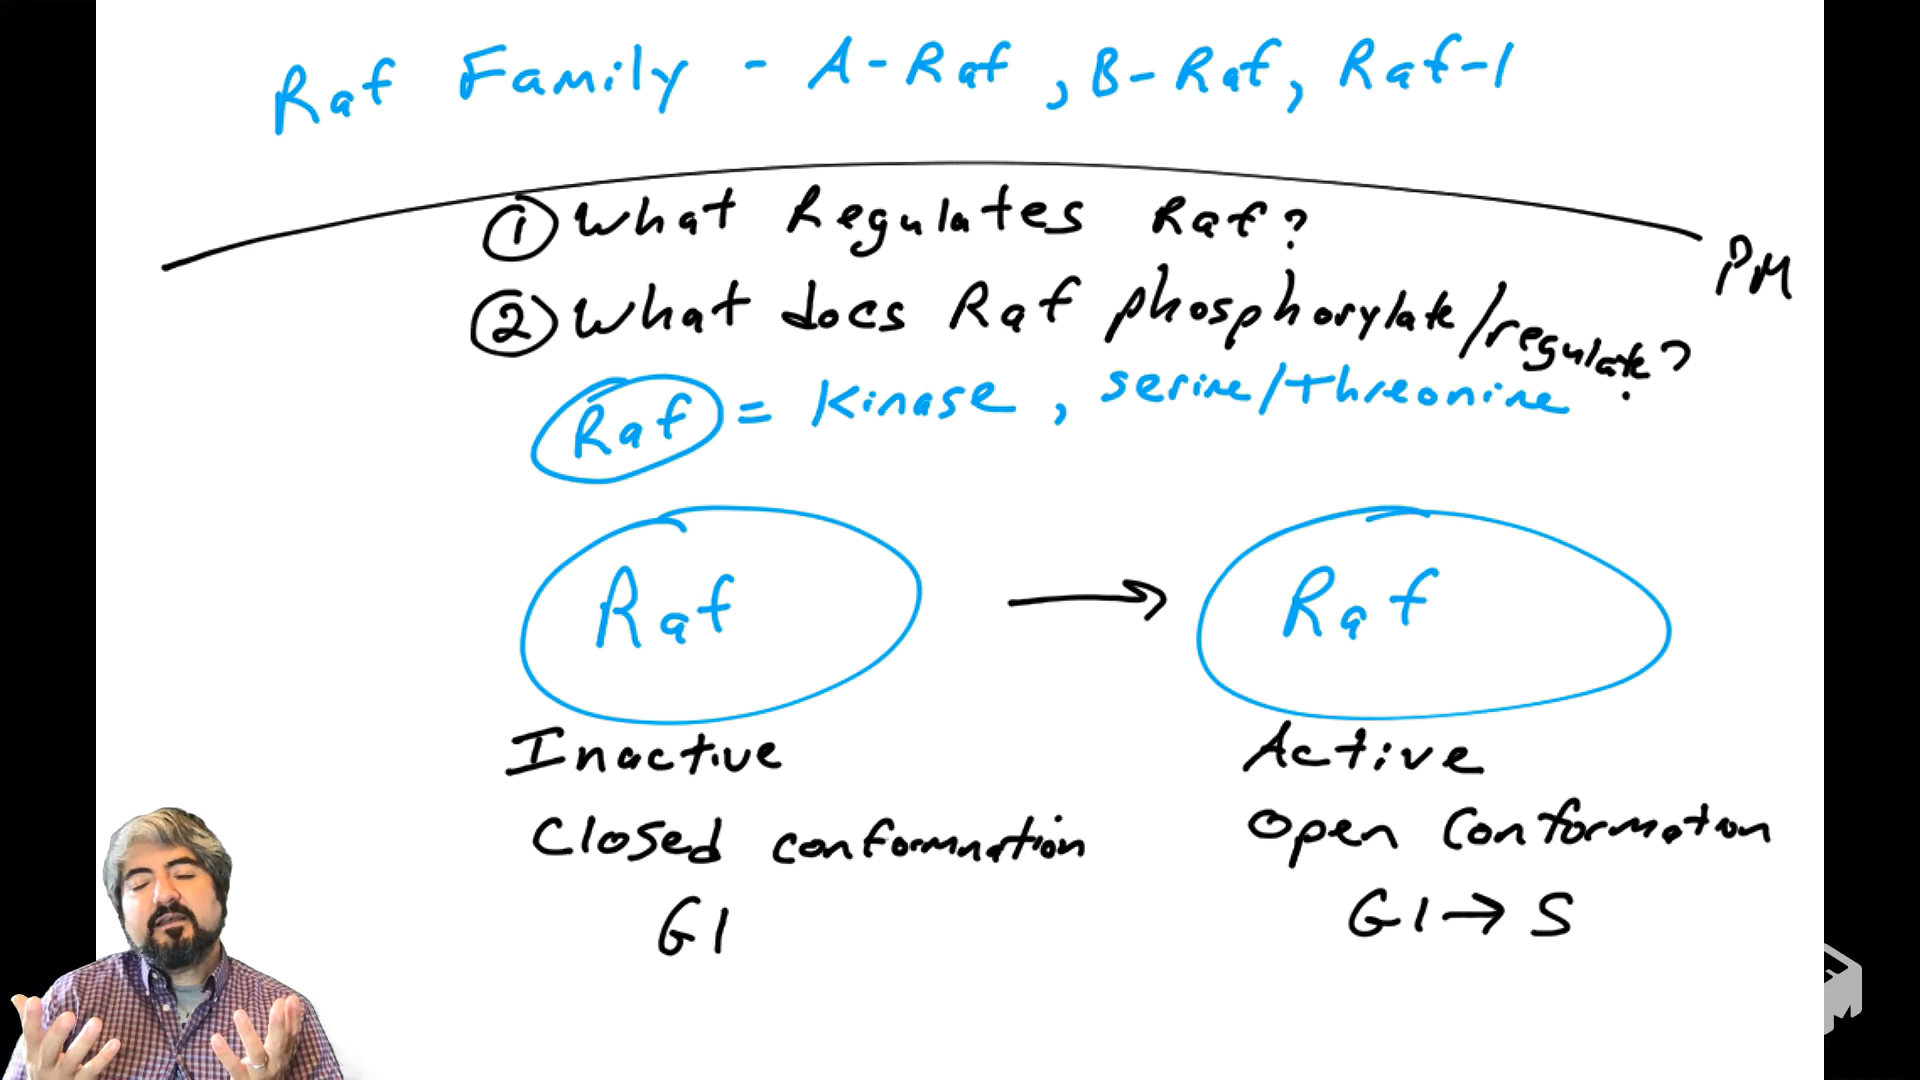 Raf Family - A-Raf, B-Raf, Raf-1
① What Regulates Raf?
PM
② What does Raf phosphorylate/regulate?
Raf = Kinase, serine/threonine
Raf → Raf
Inactive
Active
Closed conformnation
Open Conformation
G1
G1 → S